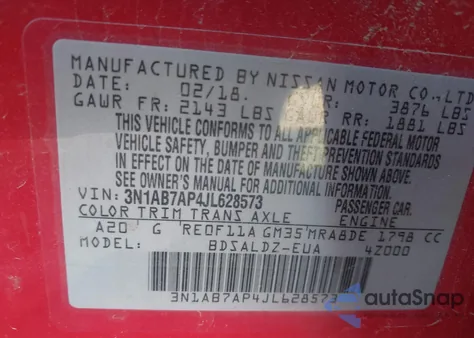 MANUFACTURED BY NISSAN MOTOR CO., LTD
DATE: 02/18. R: 3876 LBS
GAWR FR: 2143 LBS GAWR RR: 1881 LBS
THIS VEHICLE CONFORMS TO ALL APPLICABLE FEDERAL MOTOR
VEHICLE SAFETY, BUMPER AND THEFT PREVENTION STANDARDS
IN EFFECT ON THE DATE OF MANUFACTURE SHOWN ABOVE.
SEE OWNER'S MANUAL FOR ADDITIONAL INFORMATION
VIN: 3N1AB7AP4JL628573 PASSENGER CAR.
COLOR TRIM TRANS AXLE ENGINE
A20 G RE0F11A GM35 MRA8DE 1798 CC
MODEL: BDSALDZ-EUA 42000
3N1AB7AP4JL628573
autoSnap